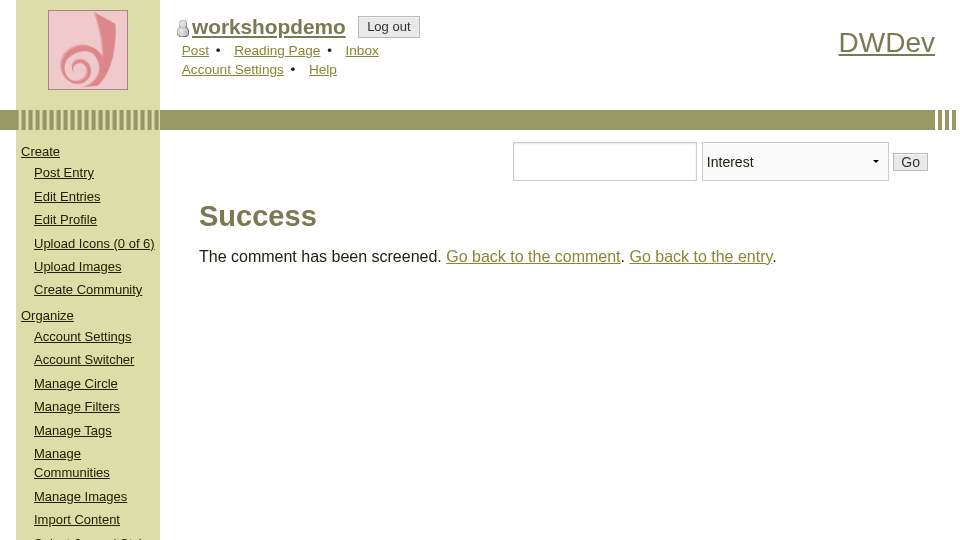 workshopdemo Log out
Post • Reading Page • Inbox
Account Settings • Help
DWDev
Create
Post Entry
Edit Entries
Edit Profile
Upload Icons (0 of 6)
Upload Images
Create Community
Organize
Account Settings
Account Switcher
Manage Circle
Manage Filters
Manage Tags
Manage
Communities
Manage Images
Import Content
Interest Go
Success
The comment has been screened. Go back to the comment. Go back to the entry.